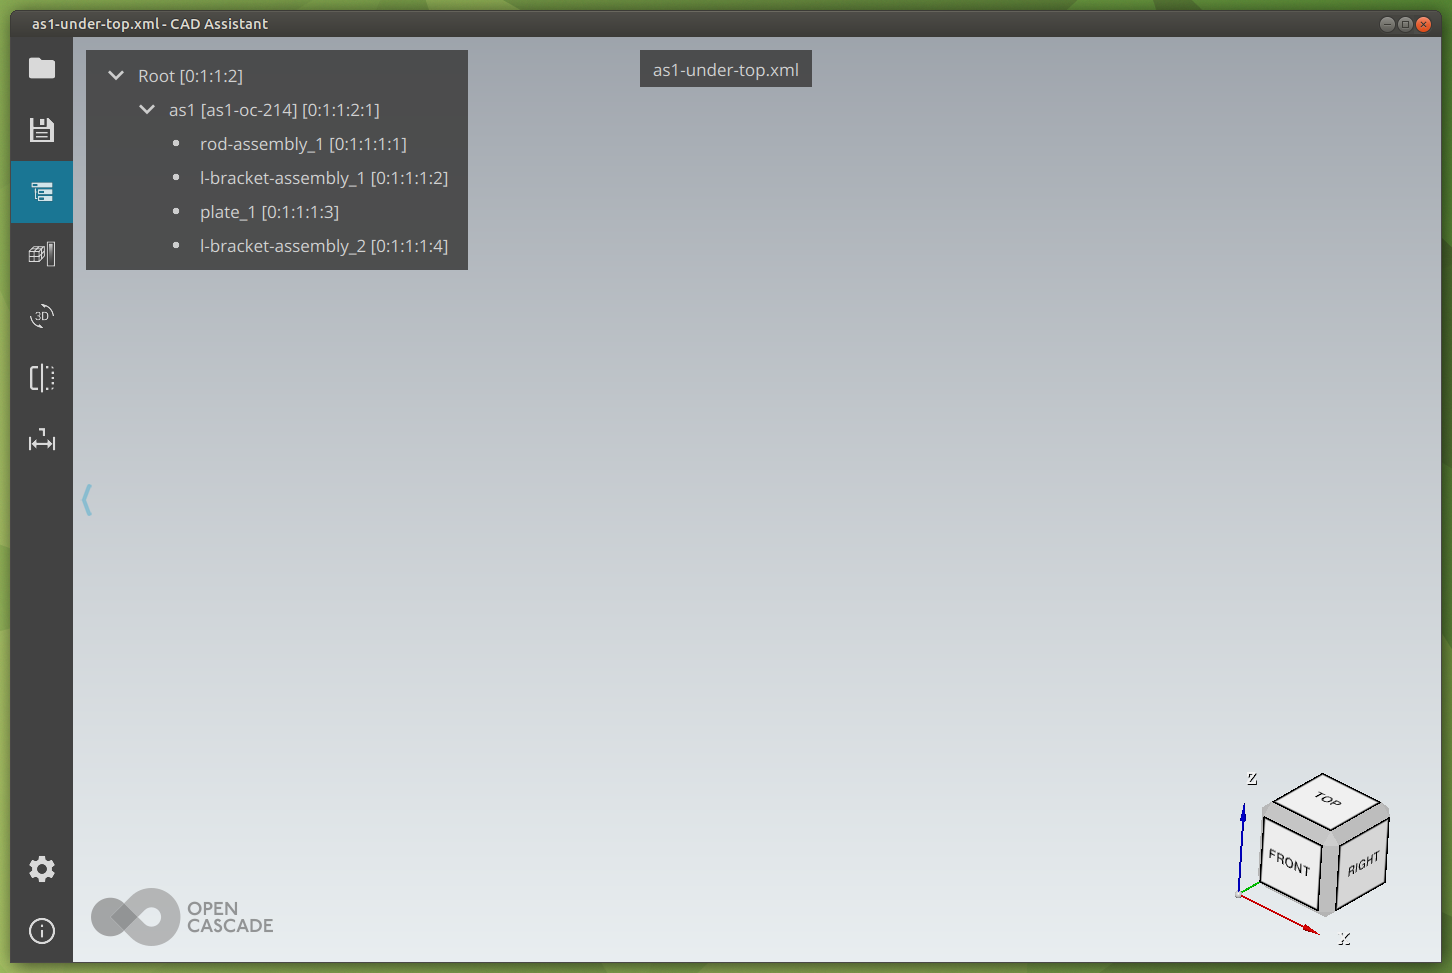 as1-under-top.xml - CAD Assistant
Root [0:1:1:2]
as1 [as1-oc-214] [0:1:1:2:1]
rod-assembly_1 [0:1:1:1:1]
l-bracket-assembly_1 [0:1:1:1:2]
plate_1 [0:1:1:1:3]
l-bracket-assembly_2 [0:1:1:1:4]
as1-under-top.xml
3D
Z
TOP
FRONT
RIGHT
X
OPEN
CASCADE